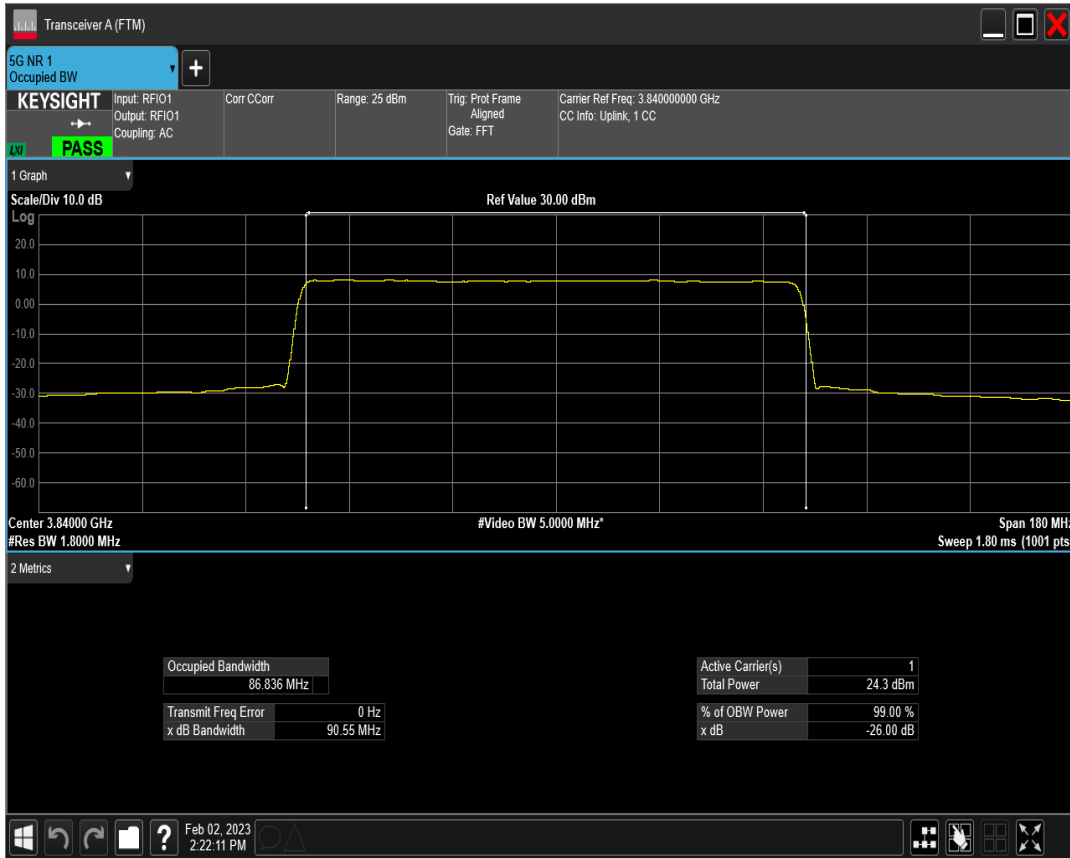 Transceiver A (FTM)
5G NR 1
Occupied BW
+
KEYSIGHT
LXI
PASS
Input: RFIO1
Output: RFIO1
Coupling: AC
Corr CCorr
Range: 25 dBm
Trig: Prot Frame
Aligned
Gate: FFT
Carrier Ref Freq: 3.840000000 GHz
CC Info: Uplink, 1 CC
1 Graph
Scale/Div 10.0 dB
Ref Value 30.00 dBm
Log
20.0
10.0
0.00
-10.0
-20.0
-30.0
-40.0
-50.0
-60.0
Center 3.84000 GHz
#Video BW 5.0000 MHz*
Span 180 MHz
#Res BW 1.8000 MHz
Sweep 1.80 ms (1001 pts
2 Metrics
Occupied Bandwidth
86.836 MHz
Transmit Freq Error 0 Hz
x dB Bandwidth 90.55 MHz
Active Carrier(s) 1
Total Power 24.3 dBm
% of OBW Power 99.00 %
x dB -26.00 dB
?
Feb 02, 2023
2:22:11 PM